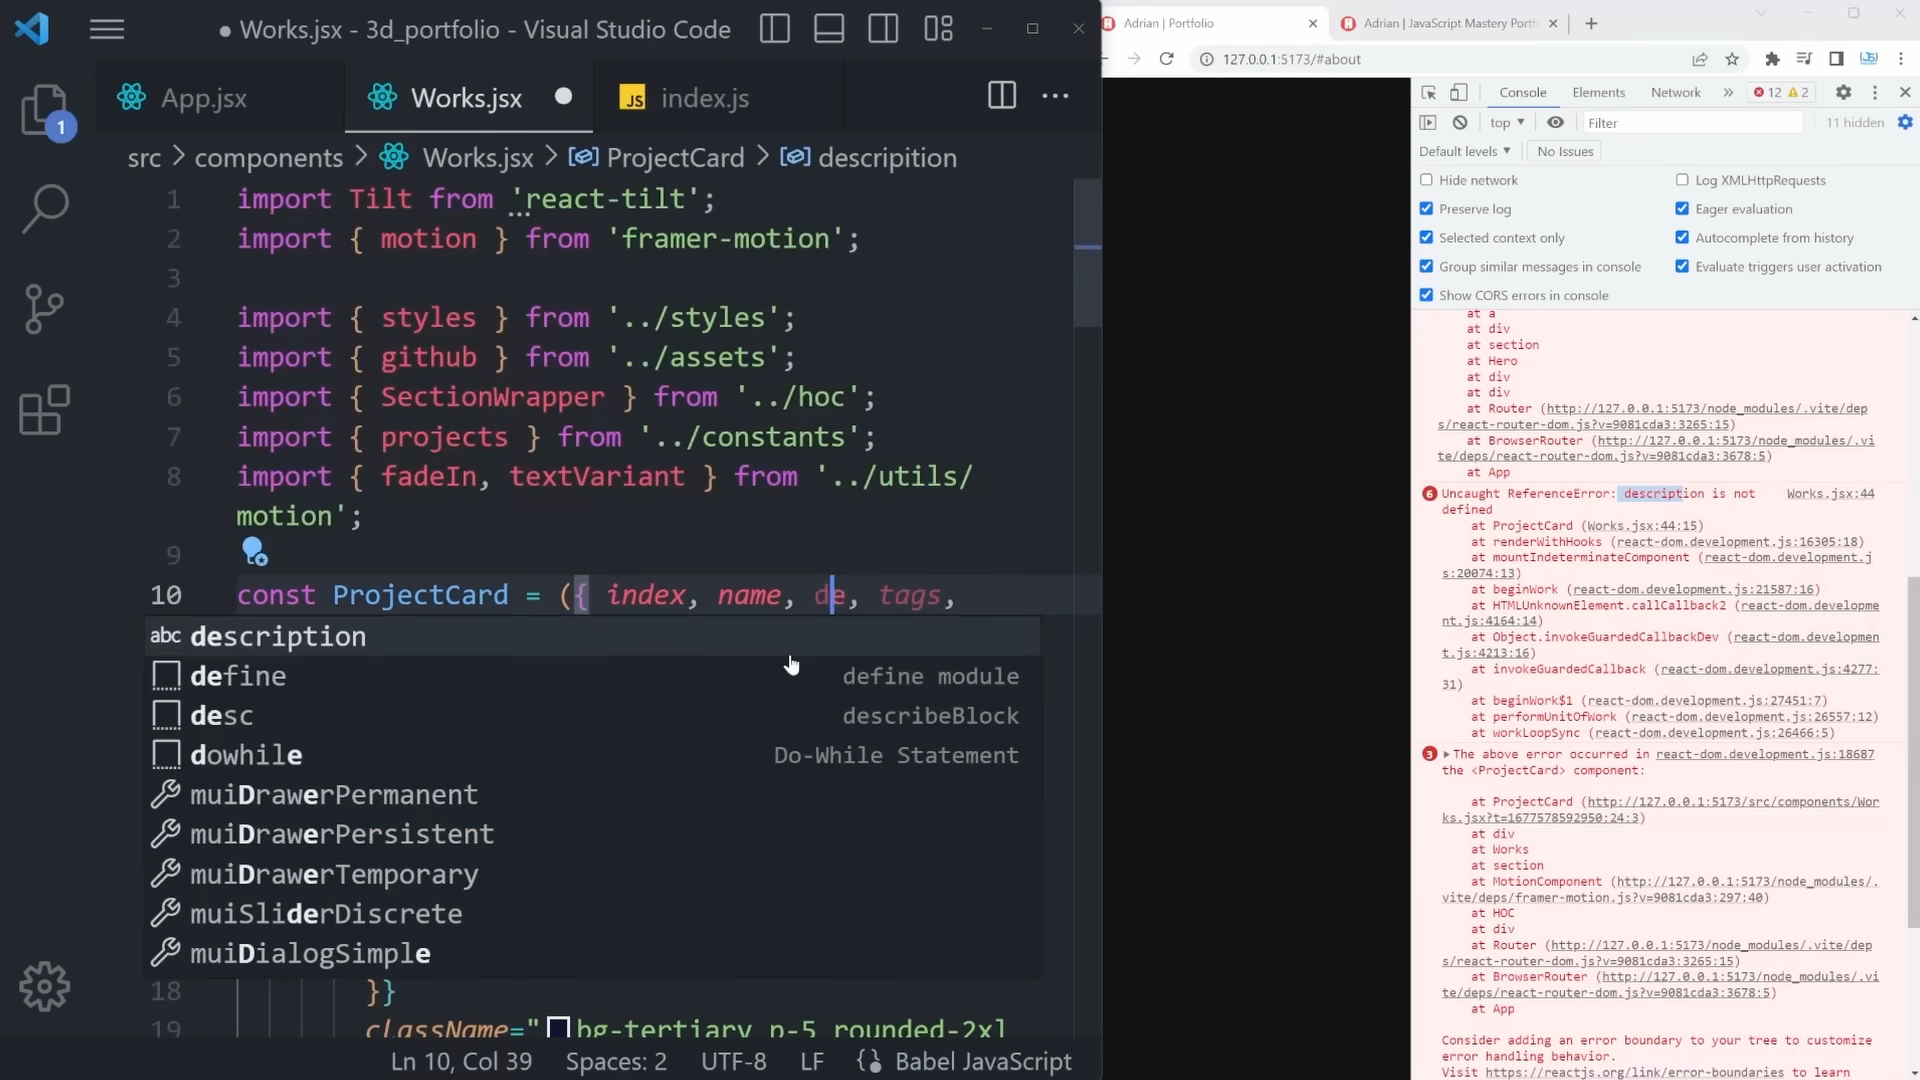 Works.jsx - 3d_portfolio - Visual Studio Code
1
App.jsx
Works.jsx
JS index.js
src > components > Works.jsx > ProjectCard > descripition
1 import Tilt from 'react-tilt';
2 import { motion } from 'framer-motion';
3
4 import { styles } from '../styles';
5 import { github } from '../assets';
6 import { SectionWrapper } from '../hoc';
7 import { projects } from '../constants';
8 import { fadeIn, textVariant } from '../utils/
motion';
9
10 const ProjectCard = ({ index, name, de, tags,
abc description
define define module
desc describeBlock
dowhile Do-While Statement
muiDrawerPermanent
muiDrawerPersistent
muiDrawerTemporary
muiSliderDiscrete
muiDialogSimple
18 }}
19 className="bg-tertiary p-5 rounded-2xl
Ln 10, Col 39 Spaces: 2 UTF-8 LF {} Babel JavaScript
Adrian | Portfolio
Adrian | JavaScript Mastery Portf
127.0.0.1:5173/#about
Console Elements Network » 12 2
top Filter 11 hidden
Default levels No Issues
Hide network Log XMLHttpRequests
Preserve log Eager evaluation
Selected context only Autocomplete from history
Group similar messages in console Evaluate triggers user activation
Show CORS errors in console
at a
at div
at section
at Hero
at div
at div
at Router (http://127.0.0.1:5173/node_modules/.vite/dep
s/react-router-dom.js?v=9081cda3:3265:15)
at BrowserRouter (http://127.0.0.1:5173/node_modules/.vi
te/deps/react-router-dom.js?v=9081cda3:3678:5)
at App
6 Uncaught ReferenceError: description is not Works.jsx:44
defined
at ProjectCard (Works.jsx:44:15)
at renderWithHooks (react-dom.development.js:16305:18)
at mountIndeterminateComponent (react-dom.development.j
s:20074:13)
at beginWork (react-dom.development.js:21587:16)
at HTMLUnknownElement.callCallback2 (react-dom.developme
nt.js:4164:14)
at Object.invokeGuardedCallbackDev (react-dom.developmen
t.js:4213:16)
at invokeGuardedCallback (react-dom.development.js:4277:
31)
at beginWork$1 (react-dom.development.js:27451:7)
at performUnitOfWork (react-dom.development.js:26557:12)
at workLoopSync (react-dom.development.js:26466:5)
3 The above error occurred in react-dom.development.js:18687
the <ProjectCard> component:
at ProjectCard (http://127.0.0.1:5173/src/components/Wor
ks.jsx?t=1677578592950:24:3)
at div
at Works
at section
at MotionComponent (http://127.0.0.1:5173/node_modules/.
vite/deps/framer-motion.js?v=9081cda3:297:40)
at HOC
at div
at Router (http://127.0.0.1:5173/node_modules/.vite/dep
s/react-router-dom.js?v=9081cda3:3265:15)
at BrowserRouter (http://127.0.0.1:5173/node_modules/.vi
te/deps/react-router-dom.js?v=9081cda3:3678:5)
at App
Consider adding an error boundary to your tree to customize
error handling behavior.
Visit https://reactjs.org/link/error-boundaries to learn